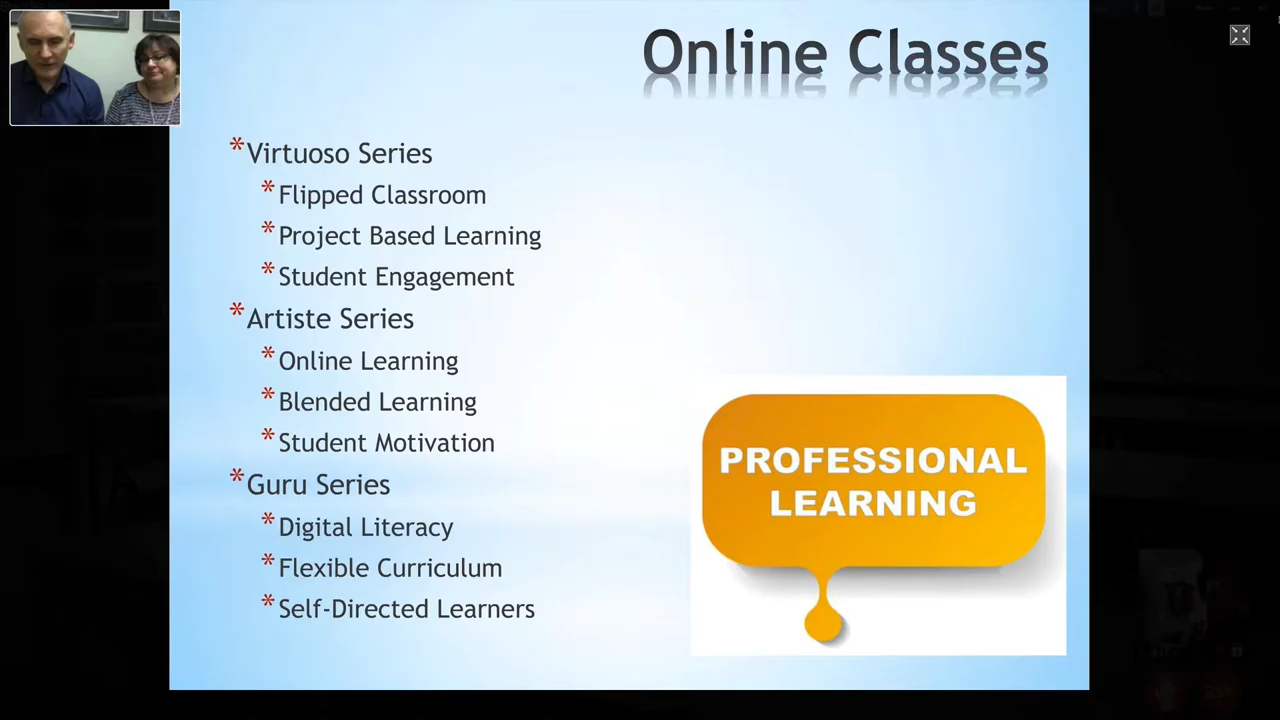 Online Classes
*Virtuoso Series
*Flipped Classroom
*Project Based Learning
*Student Engagement
*Artiste Series
*Online Learning
*Blended Learning
*Student Motivation
*Guru Series
*Digital Literacy
*Flexible Curriculum
*Self-Directed Learners
PROFESSIONAL
LEARNING